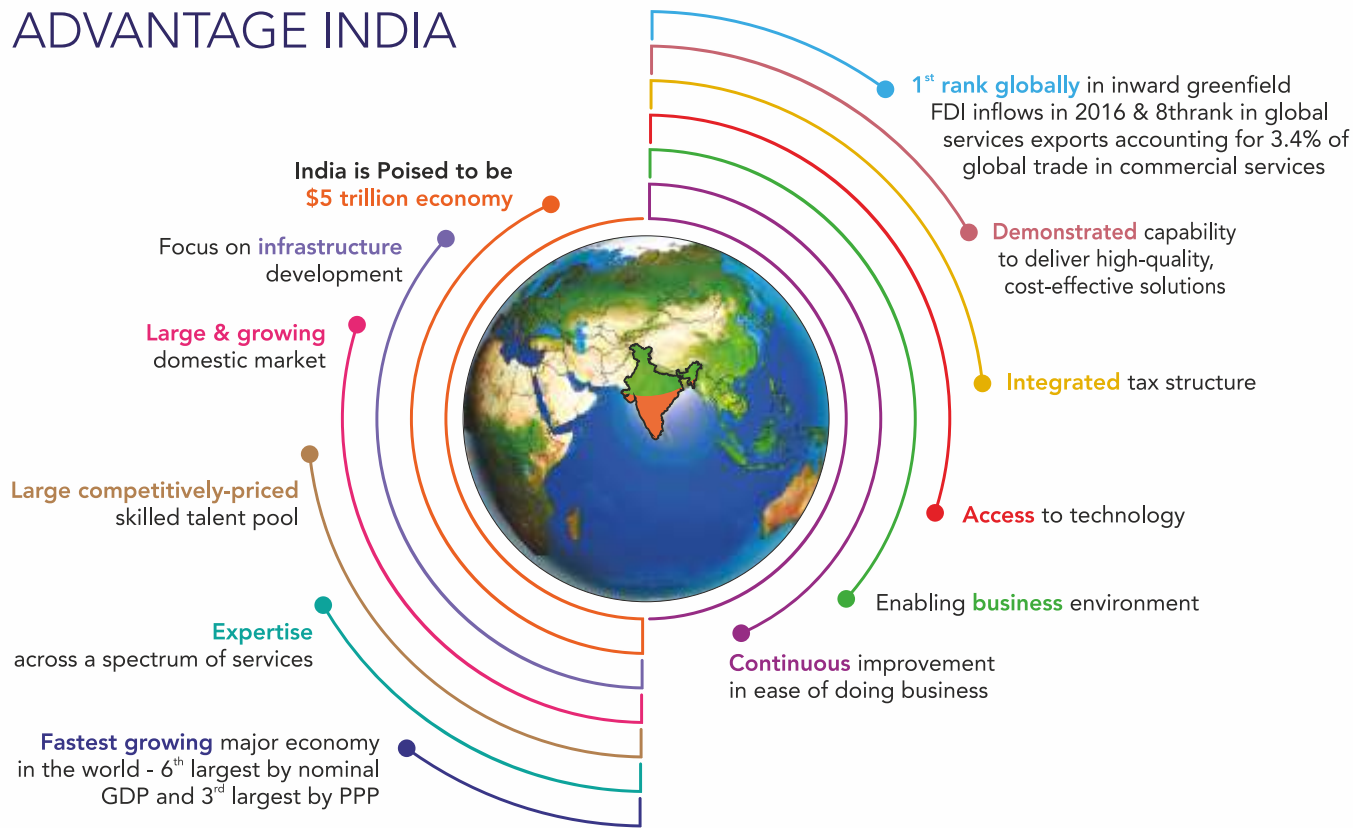 ADVANTAGE INDIA
1st rank globally in inward greenfield
FDI inflows in 2016 & 8thrank in global
services exports accounting for 3.4% of
global trade in commercial services
Demonstrated capability
to deliver high-quality,
cost-effective solutions
Integrated tax structure
Access to technology
Enabling business environment
Continuous improvement
in ease of doing business
India is Poised to be
$5 trillion economy
Focus on infrastructure
development
Large & growing
domestic market
Large competitively-priced
skilled talent pool
Expertise
across a spectrum of services
Fastest growing major economy
in the world - 6th largest by nominal
GDP and 3rd largest by PPP